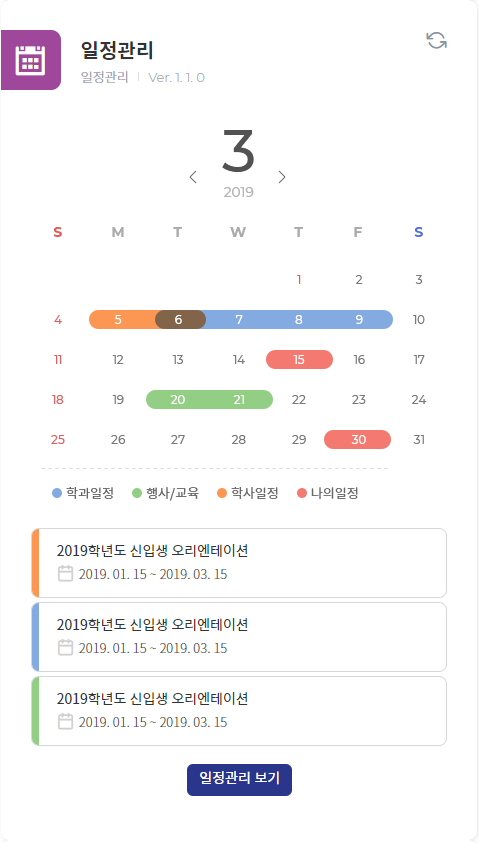 일정관리
일정관리 | Ver. 1. 1. 0
3
2019
S M T W T F S
1 2 3
4 5 6 7 8 9 10
11 12 13 14 15 16 17
18 19 20 21 22 23 24
25 26 27 28 29 30 31
학과일정 행사/교육 학사일정 나의일정
2019학년도 신입생 오리엔테이션
2019. 01. 15 ~ 2019. 03. 15
2019학년도 신입생 오리엔테이션
2019. 01. 15 ~ 2019. 03. 15
2019학년도 신입생 오리엔테이션
2019. 01. 15 ~ 2019. 03. 15
일정관리 보기